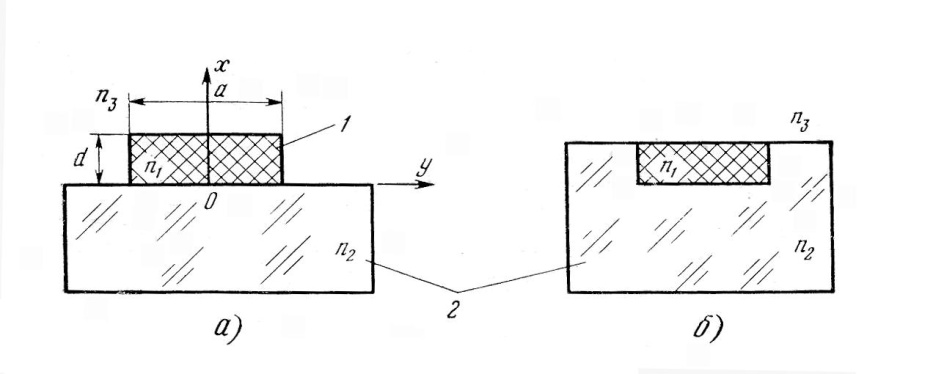 x
n₃
a
1
d
n₁
0
y
n₂
2
а)
n₃
n₁
n₂
б)